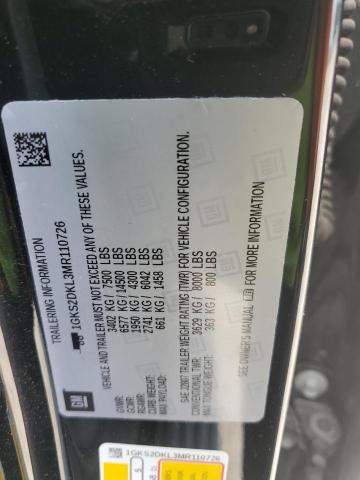 TRAILERING INFORMATION
1GKS2DKL3MR110726
VEHICLE AND TRAILER MUST NOT EXCEED ANY OF THESE VALUES.
GVWR: 3402 KG / 7500 LBS
GCWR: 6577 KG / 14500 LBS
RGAWR: 1950 KG / 4300 LBS
CURB WEIGHT: 2741 KG / 6042 LBS
MAX PAYLOAD: 661 KG / 1458 LBS
SAE J2807 TRAILER WEIGHT RATING (TWR) FOR VEHICLE CONFIGURATION.
CONVENTIONAL TWR: 3629 KG / 8000 LBS
MAX TONGUE WEIGHT: 363 KG / 800 LBS
SEE OWNER'S MANUAL FOR MORE INFORMATION
GM
1GKS2DKL3MR110726